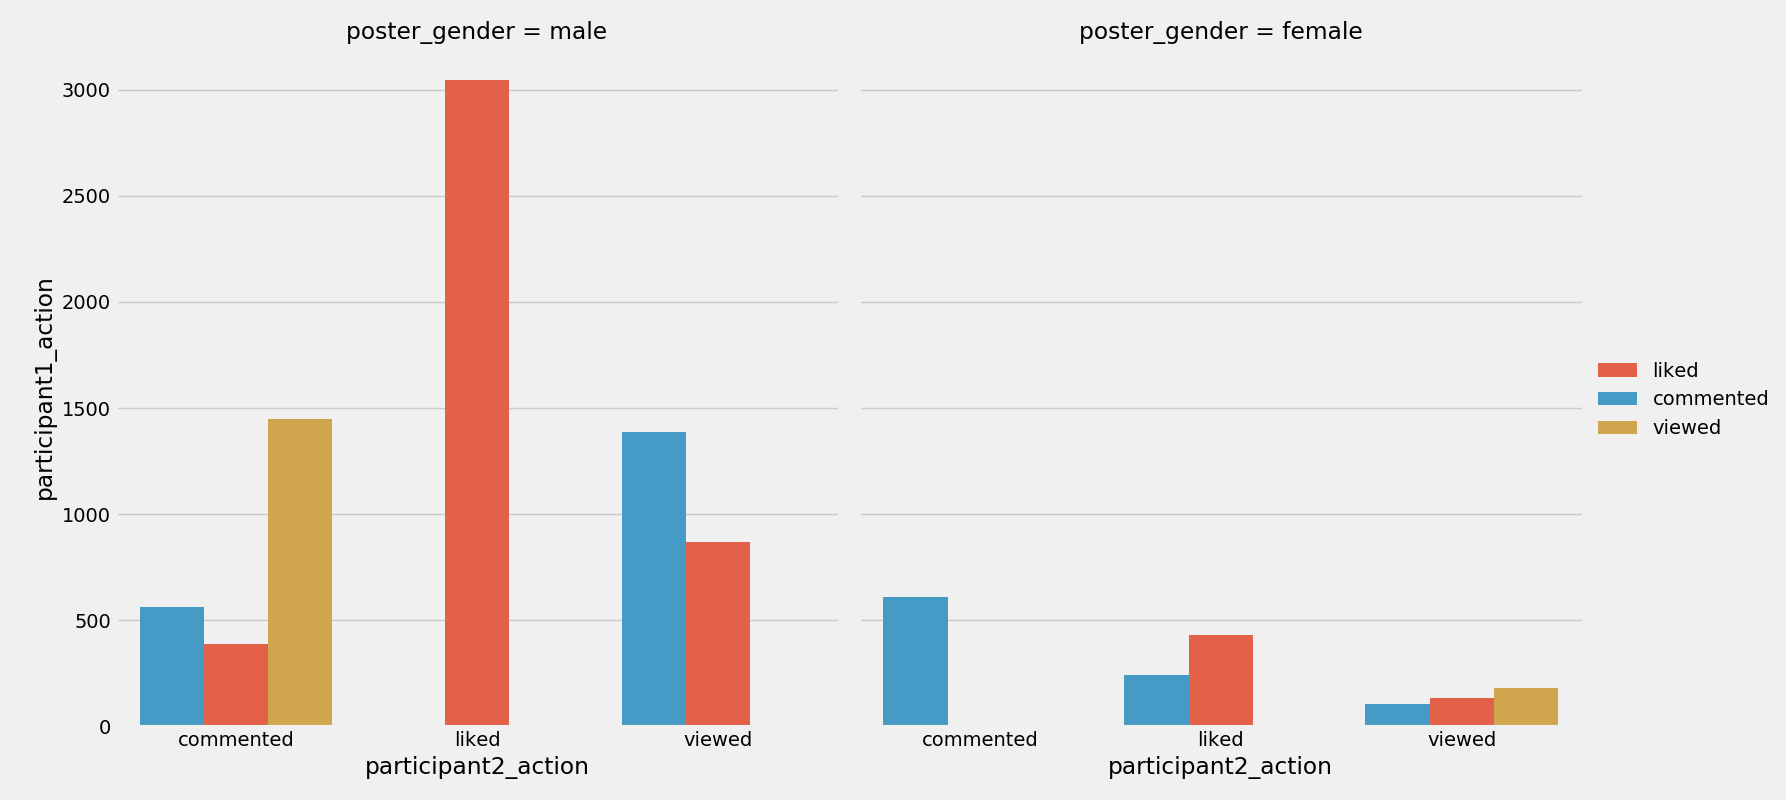 poster_gender = male
poster_gender = female
participant1_action
3000
2500
2000
1500
1000
500
0
commented liked viewed
participant2_action
commented liked viewed
participant2_action
liked
commented
viewed